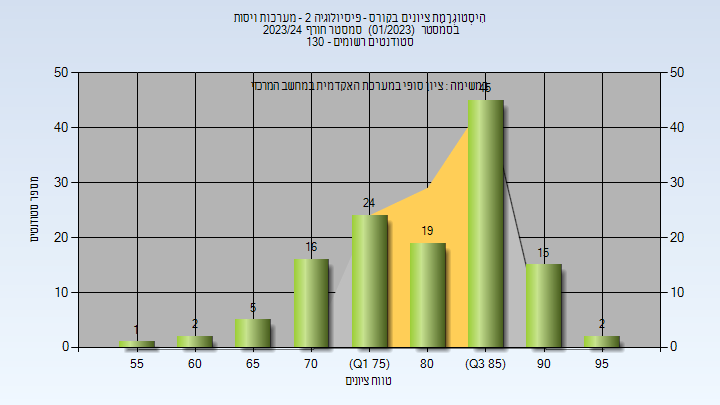 היסטוגרמת ציונים בקורס - פיסיולוגיה 2 - מערכות ויסות
בסמסטר (01/2023) סמסטר חורף 2023/24
סטודנטים רשומים - 130
משימה : ציון סופי במערכת האקדמית במחשב המרכזי
50 50
40 40
30 30
20 20
10 10
0 0
1 2 5 16 24 19 45 15 2
מספר סטודנטים
55 60 65 70 (Q1 75) 80 (Q3 85) 90 95
טווח ציונים